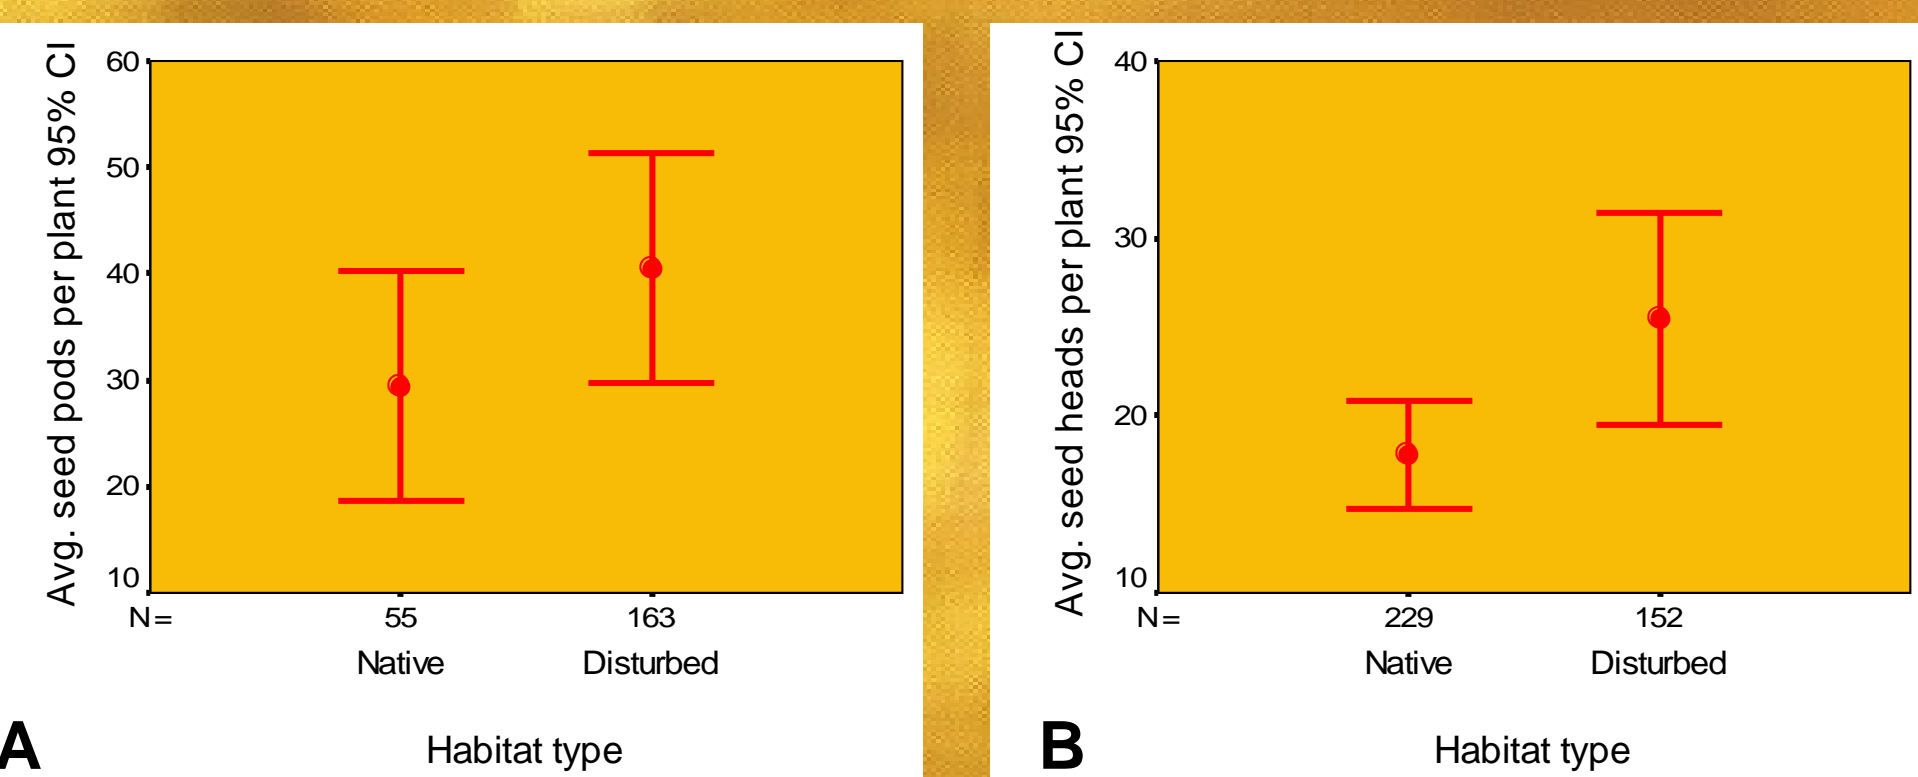 Avg. seed pods per plant 95% CI
60
50
40
30
20
10
N= 55 163
Native Disturbed
Habitat type
A
Avg. seed heads per plant 95% CI
40
30
20
10
N= 229 152
Native Disturbed
Habitat type
B